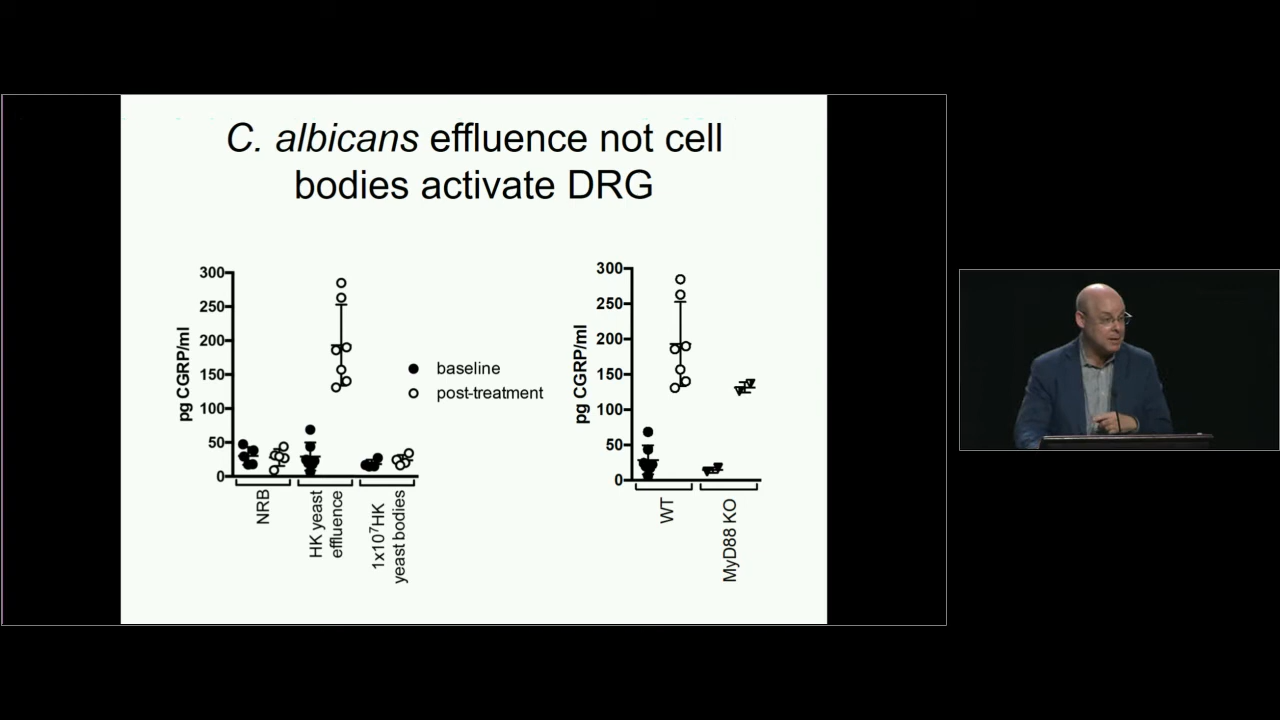 C. albicans effluence not cell
bodies activate DRG
pg CGRP/ml
300
250
200
150
100
50
0
NRB
HK yeast
effluence
1x10⁷HK
yeast bodies
baseline
post-treatment
pg CGRP/ml
300
250
200
150
100
50
0
WT
MyD88 KO